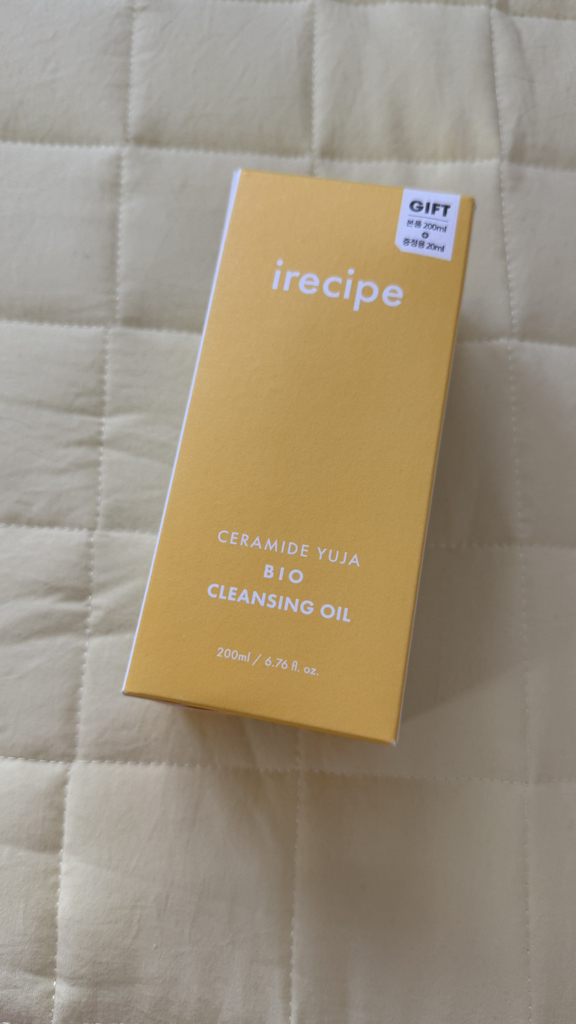 GIFT
본품 200ml
+
증정용 20ml
irecipe
CERAMIDE YUJA
BIO
CLEANSING OIL
200ml / 6.76 fl. oz.